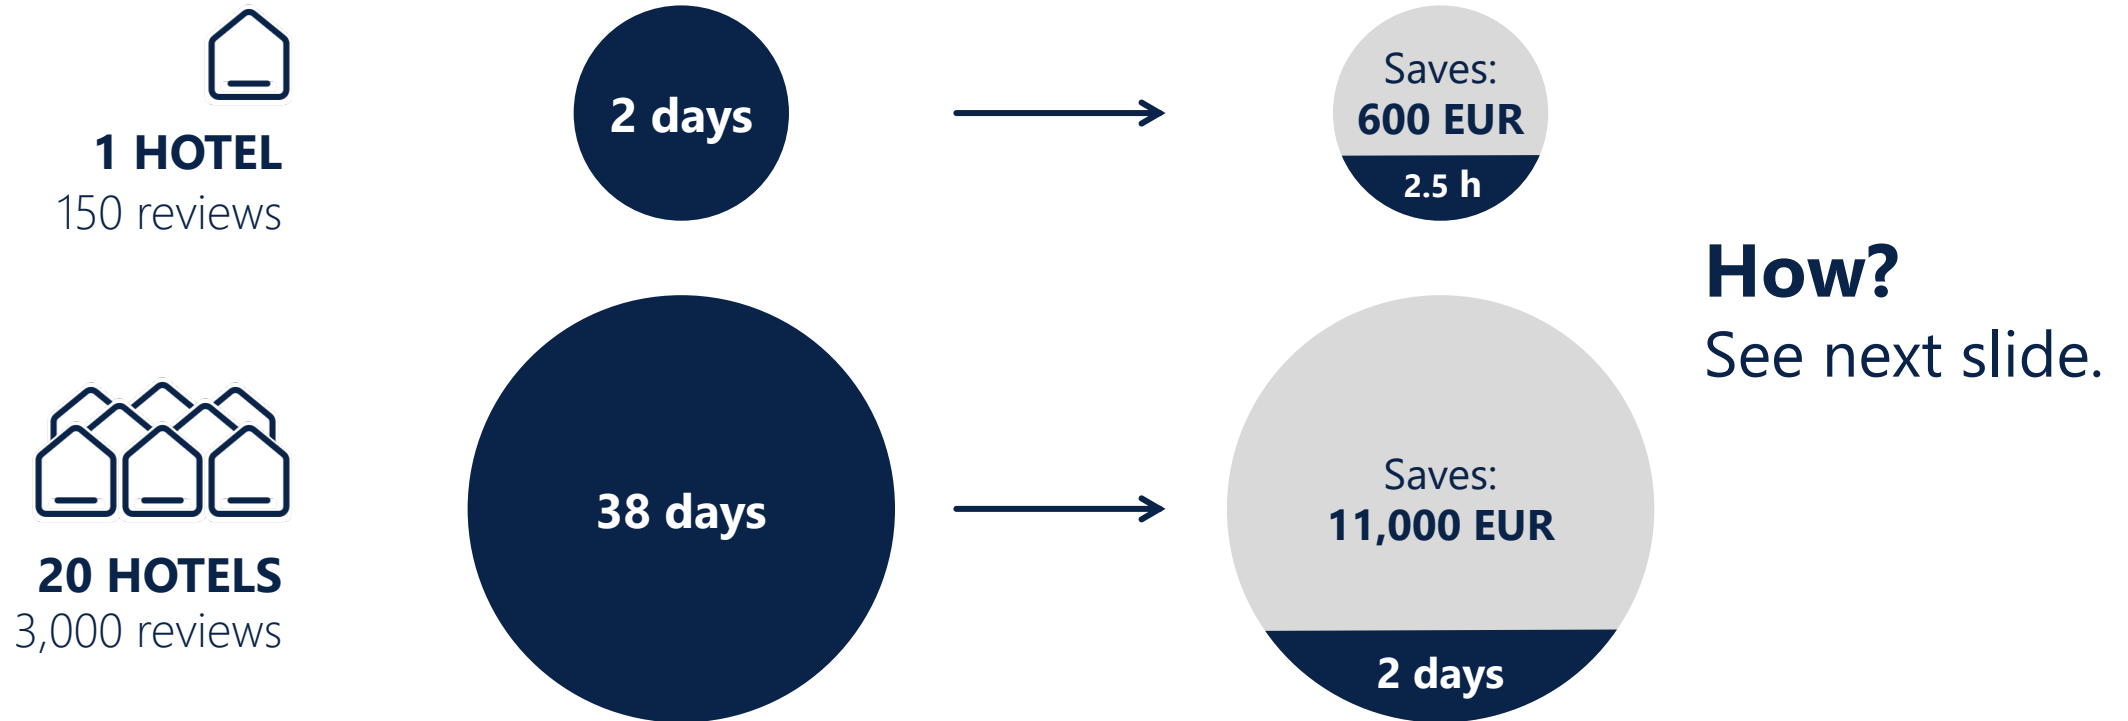 1 HOTEL
150 reviews
2 days
Saves:
600 EUR
2.5 h
20 HOTELS
3,000 reviews
38 days
Saves:
11,000 EUR
2 days
How?
See next slide.